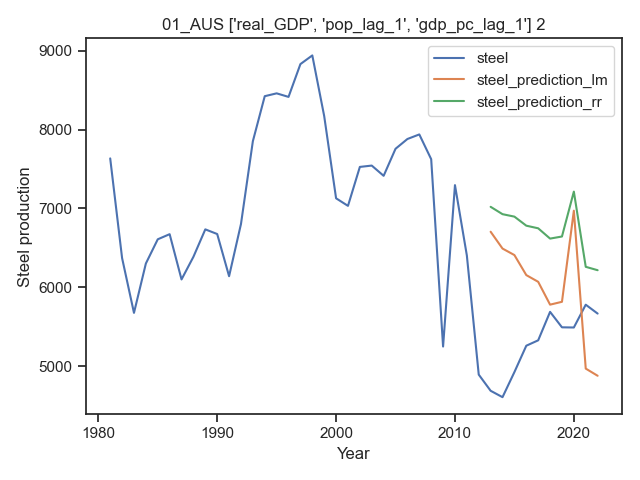 01_AUS ['real_GDP', 'pop_lag_1', 'gdp_pc_lag_1'] 2
steel
steel_prediction_lm
steel_prediction_rr
9000
8000
7000
6000
5000
Steel production
1980
1990
2000
2010
2020
Year